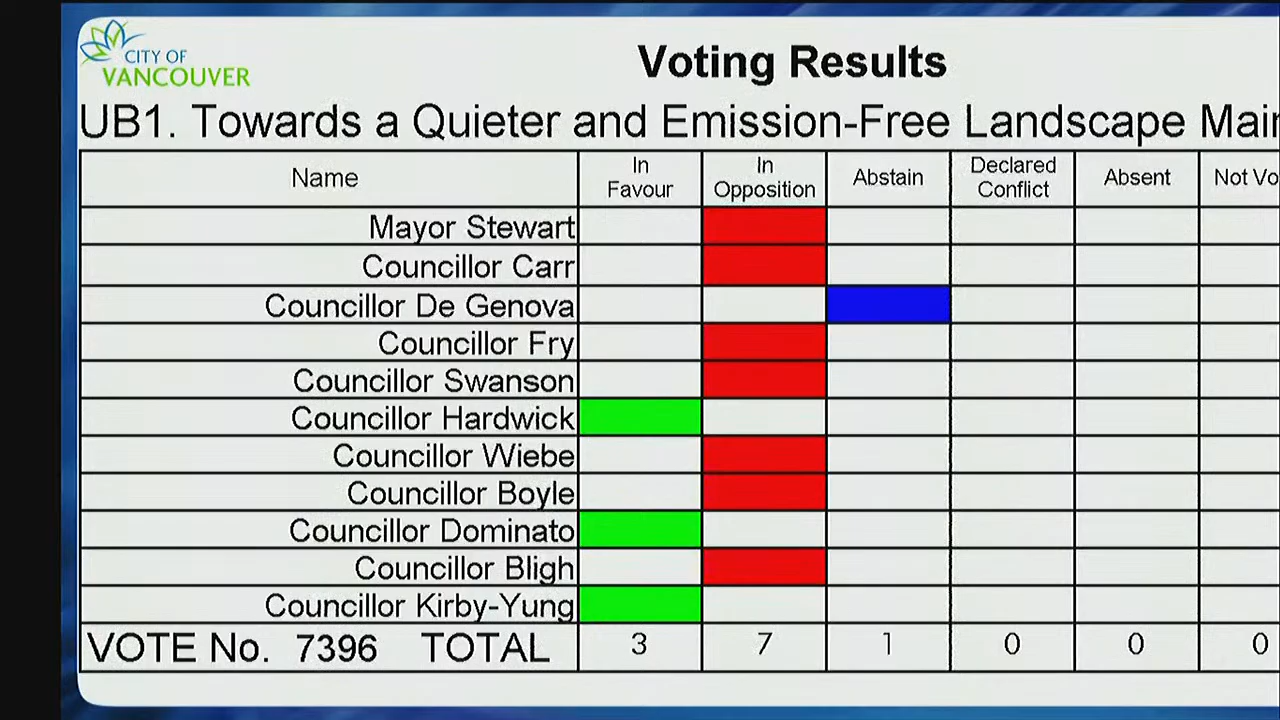 CITY OF
VANCOUVER
Voting Results
UB1. Towards a Quieter and Emission-Free Landscape Main
Name In Favour In Opposition Abstain Declared Conflict Absent Not Vo
Mayor Stewart
Councillor Carr
Councillor De Genova
Councillor Fry
Councillor Swanson
Councillor Hardwick
Councillor Wiebe
Councillor Boyle
Councillor Dominato
Councillor Bligh
Councillor Kirby-Yung
VOTE No. 7396 TOTAL 3 7 1 0 0 0